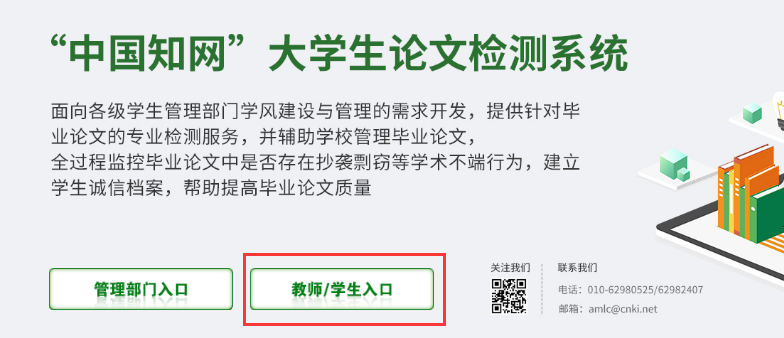 “中国知网”大学生论文检测系统
面向各级学生管理部门学风建设与管理的需求开发，提供针对毕
业论文的专业检测服务，并辅助学校管理毕业论文，
全过程监控毕业论文中是否存在抄袭剽窃等学术不端行为，建立
学生诚信档案，帮助提高毕业论文质量
管理部门入口
教师/学生入口
关注我们
联系我们
电话：010-62980525/62982407
邮箱：amlc@cnki.net